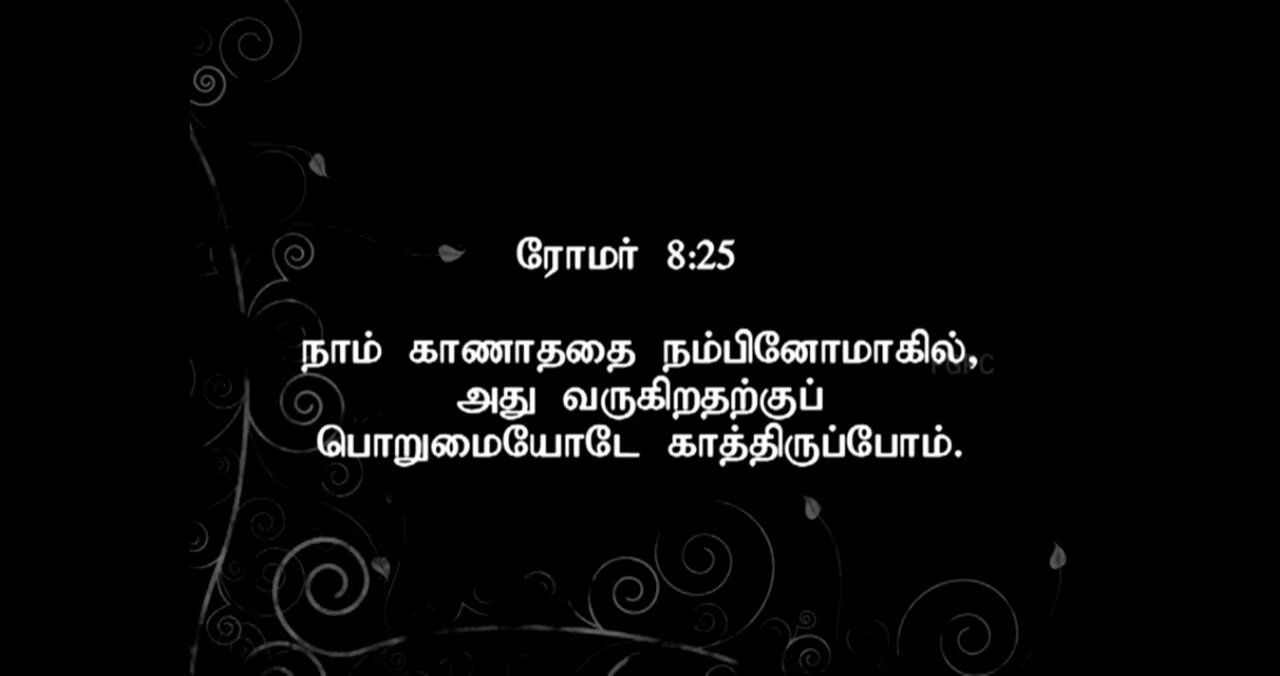 ரோமர் 8:25
நாம் காணாததை நம்பினோமாகில்,
அது வருகிறதற்குப்
பொறுமையோடே காத்திருப்போம்.